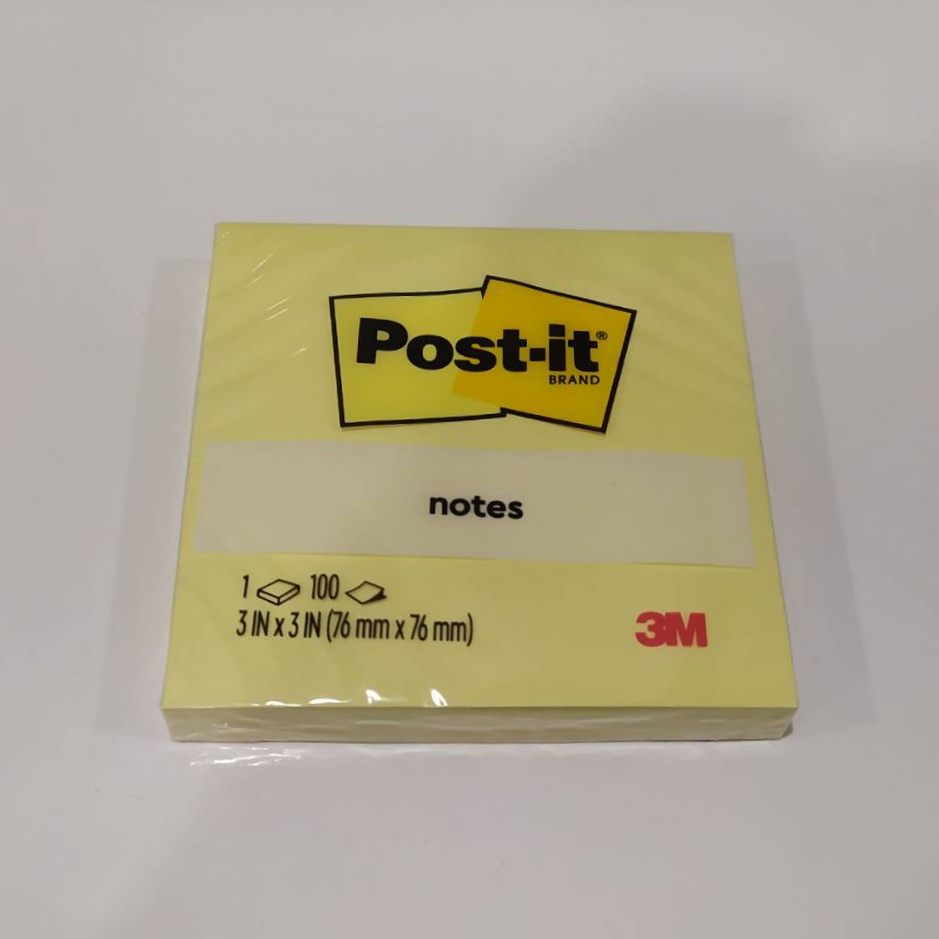 Post-it®
BRAND
notes
1 100
3 IN x 3 IN (76 mm x 76 mm)
3M